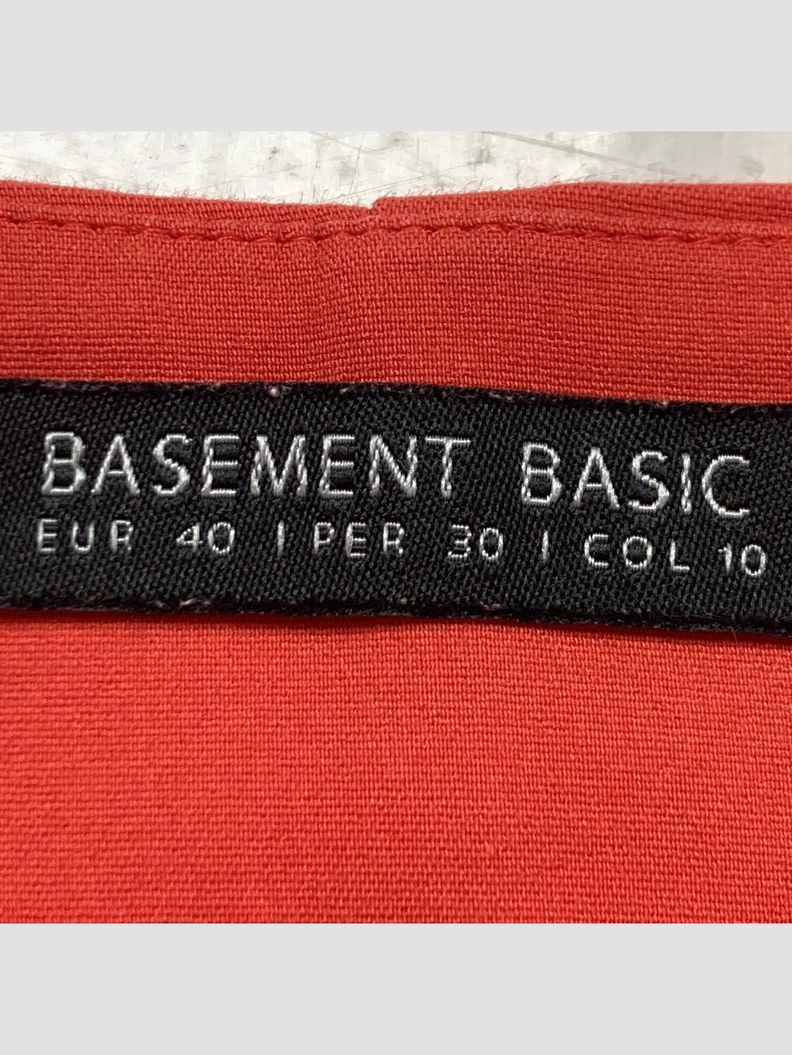 BASEMENT BASIC
EUR 40 | PER 30 | COL 10